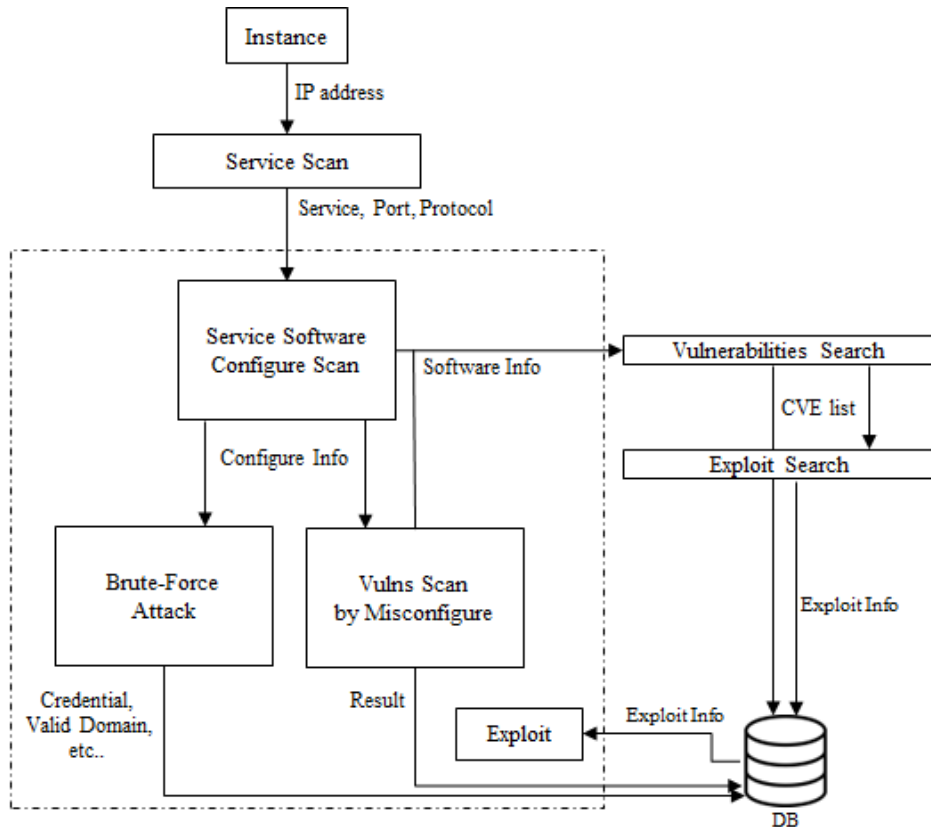 Instance
IP address
Service Scan
Service, Port, Protocol
Service Software
Configure Scan
Software Info
Vulnerabilities Search
CVE list
Configure Info
Exploit Search
Brute-Force
Attack
Vulns Scan
by Misconfigure
Exploit Info
Credential,
Valid Domain,
etc..
Result
Exploit
Exploit Info
DB